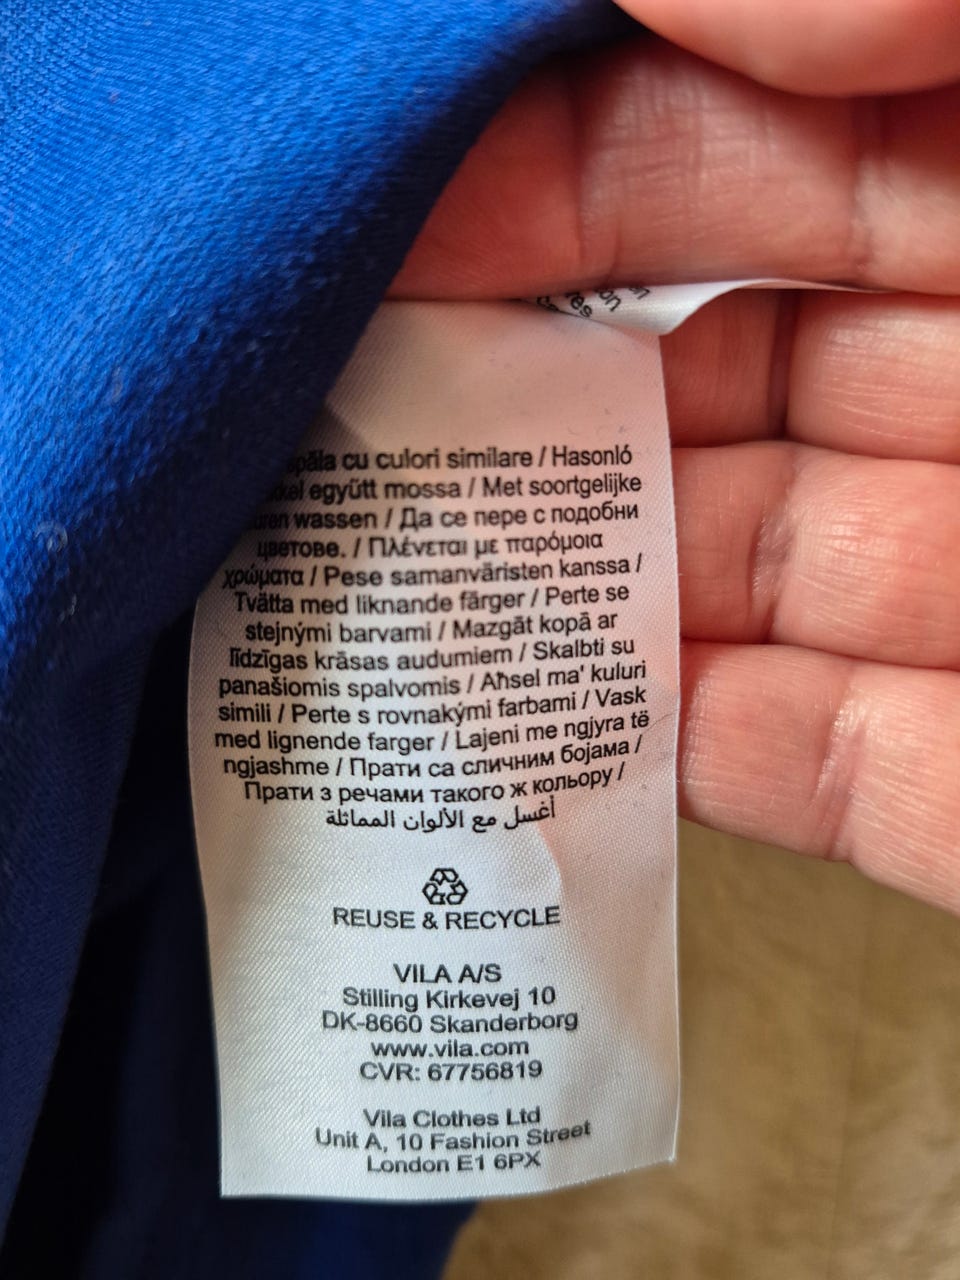 on
res
spăla cu culori similare / Hasonló
együtt mossa / Met soortgelijke
wassen / Да се пере с подобни
цветове. / Πλένεται με παρόμοια
χρώματα / Pese samanväristen kanssa /
Tvätta med liknande färger / Perte se
stejnými barvami / Mazgāt kopā ar
līdzīgas krāsas audumiem / Skalbti su
panašiomis spalvomis / Aħsel ma' kuluri
simili / Perte s rovnakými farbami / Vask
med lignende farger / Lajeni me ngjyra të
ngjashme / Прати са сличним бојама /
Прати з речами такого ж кольору /
أغسل مع الألوان المماثلة
REUSE & RECYCLE
VILA A/S
Stilling Kirkevej 10
DK-8660 Skanderborg
www.vila.com
CVR: 67756819
Vila Clothes Ltd
Unit A, 10 Fashion Street
London E1 6PX